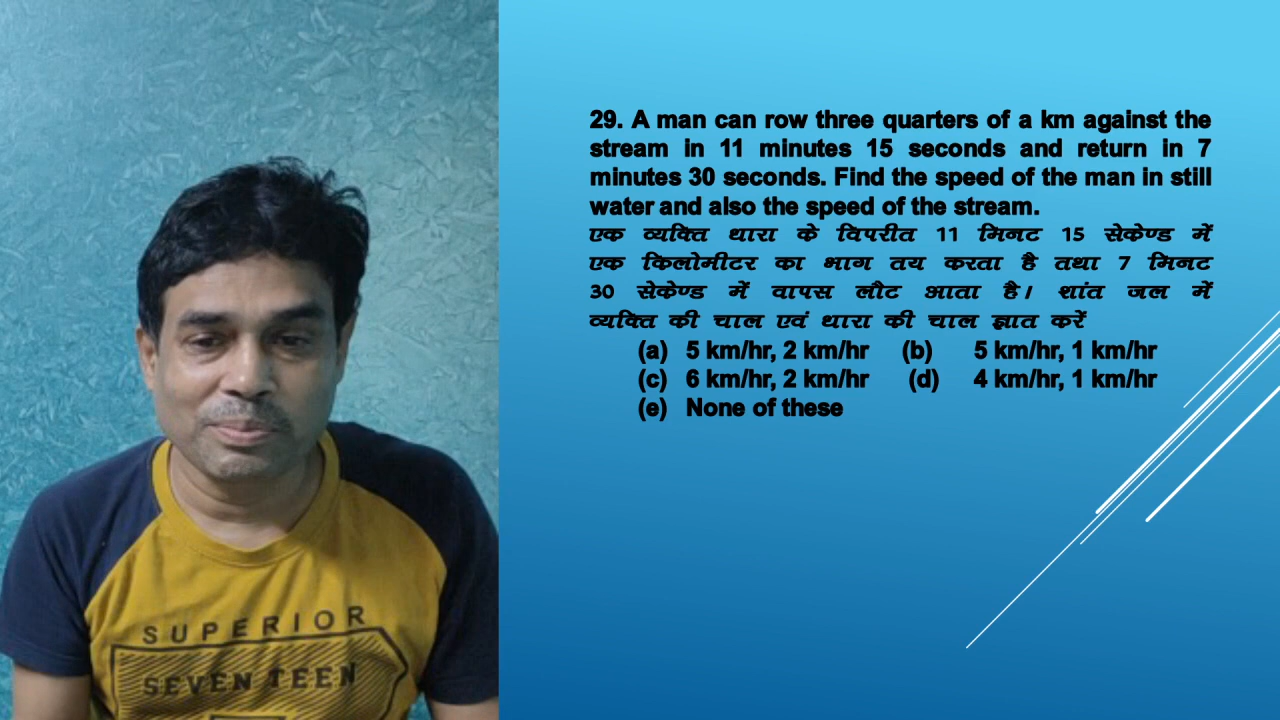 29. A man can row three quarters of a km against the
stream in 11 minutes 15 seconds and return in 7
minutes 30 seconds. Find the speed of the man in still
water and also the speed of the stream.
एक व्यक्ति धारा के विपरीत 11 मिनट 15 सेकेण्ड में
एक किलोमीटर का भाग तय करता है तथा 7 मिनट
30 सेकेण्ड में वापस लौट आता है। शांत जल में
व्यक्ति की चाल एवं धारा की चाल ज्ञात करें
(a) 5 km/hr, 2 km/hr (b) 5 km/hr, 1 km/hr
(c) 6 km/hr, 2 km/hr (d) 4 km/hr, 1 km/hr
(e) None of these
SUPERIOR
SEVEN TEEN